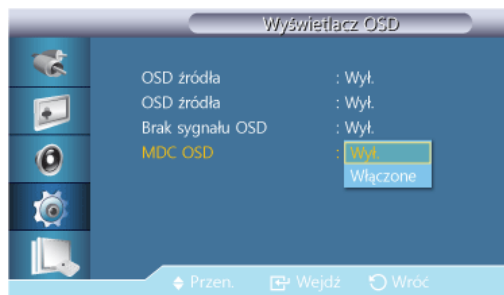 Wyświetlacz OSD
OSD źródła : Wył.
OSD źródła : Wył.
Brak sygnału OSD : Wył.
MDC OSD : Wył.
Włączone
Przen. Wejdź Wróć